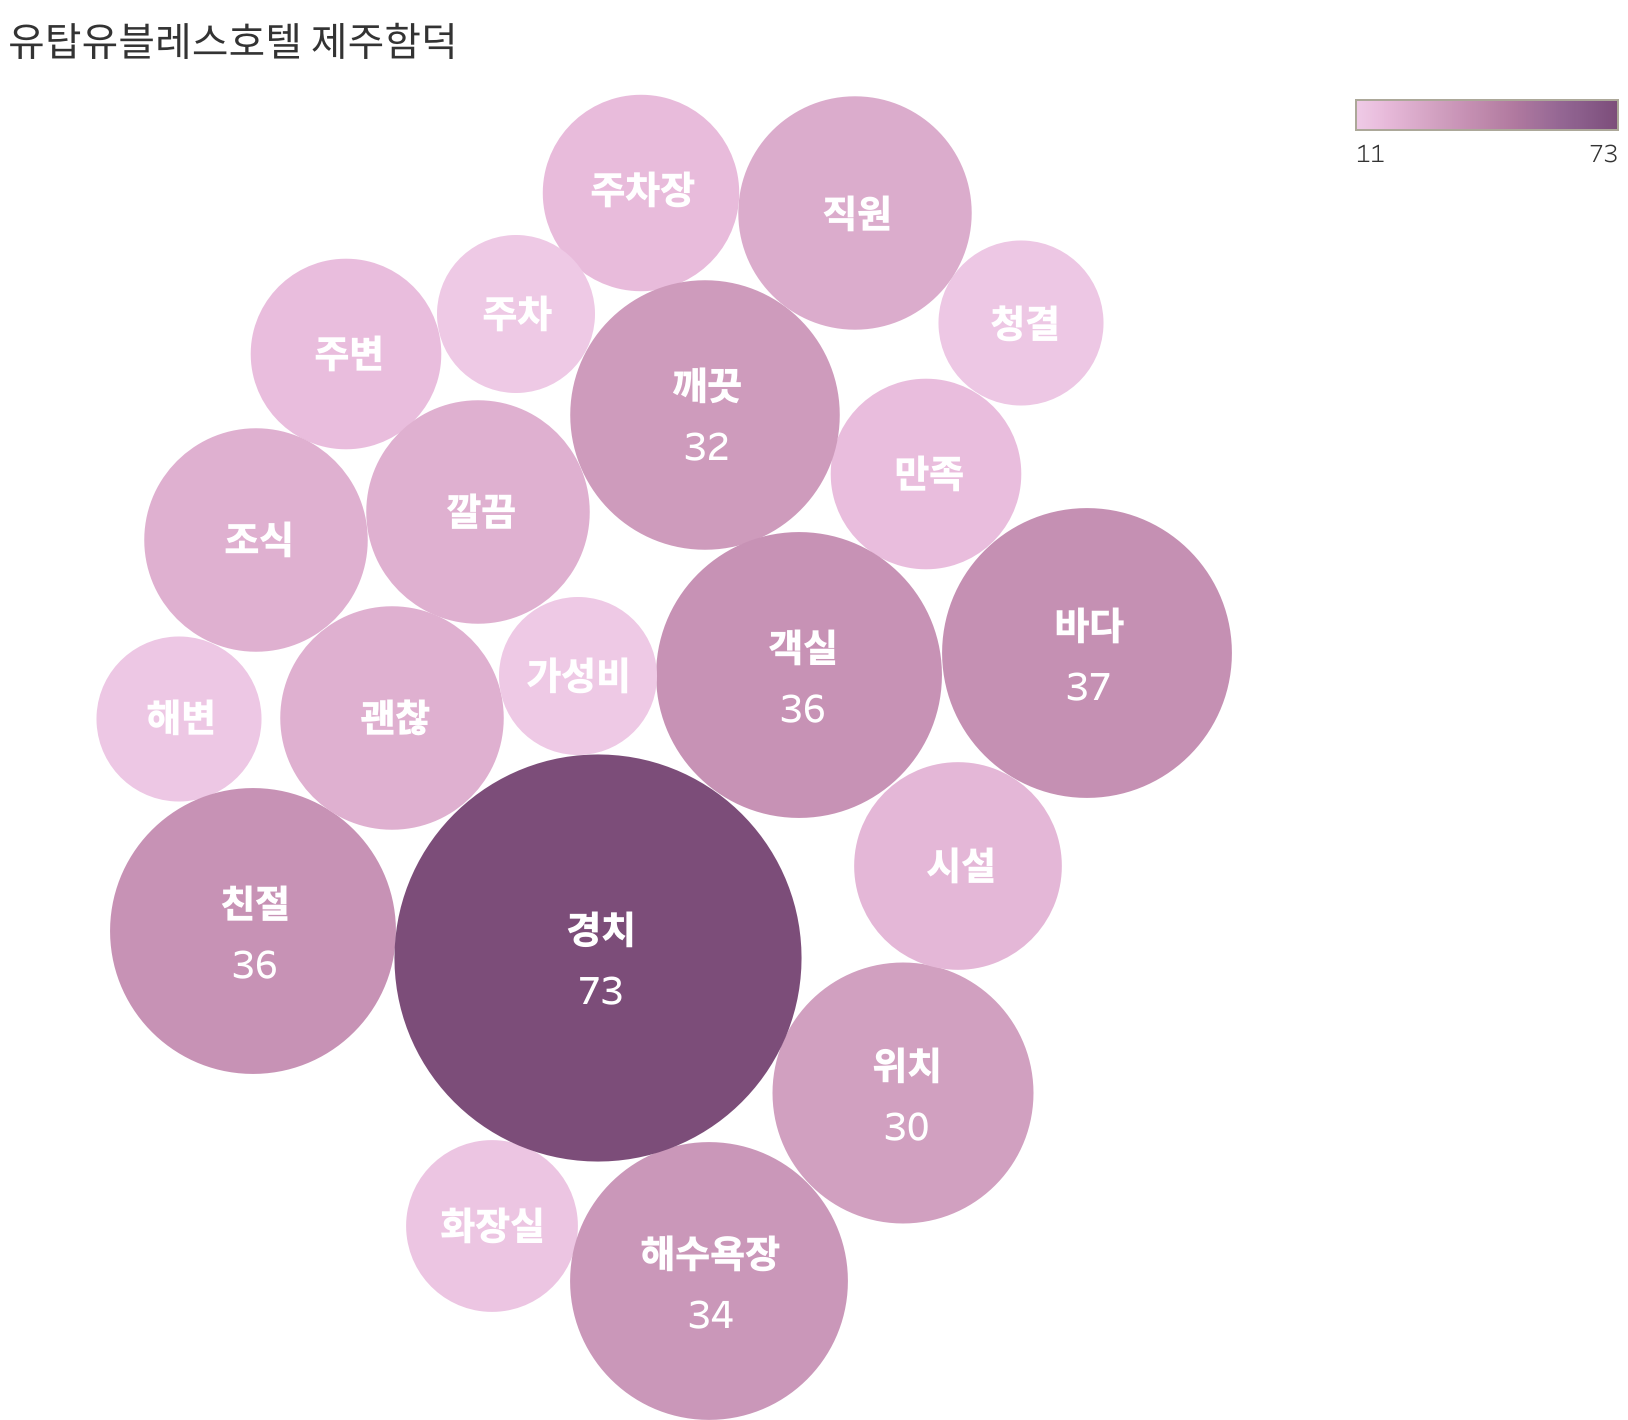 유탑유블레스호텔 제주함덕
11
73
주차장
직원
주차
청결
주변
깨끗
32
만족
깔끔
조식
바다
37
객실
36
가성비
해변
괜찮
시설
친절
36
경치
73
위치
30
화장실
해수욕장
34